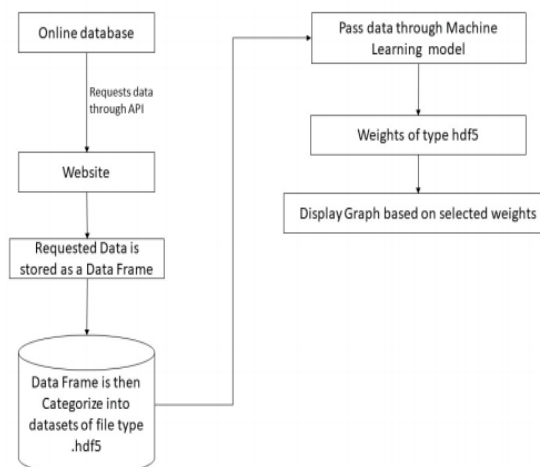 Online database
Requests data
through API
Website
Requested Data is
stored as a Data Frame
Data Frame is then
Categorize into
datasets of file type
.hdf5
Pass data through Machine
Learning model
Weights of type hdf5
Display Graph based on selected weights